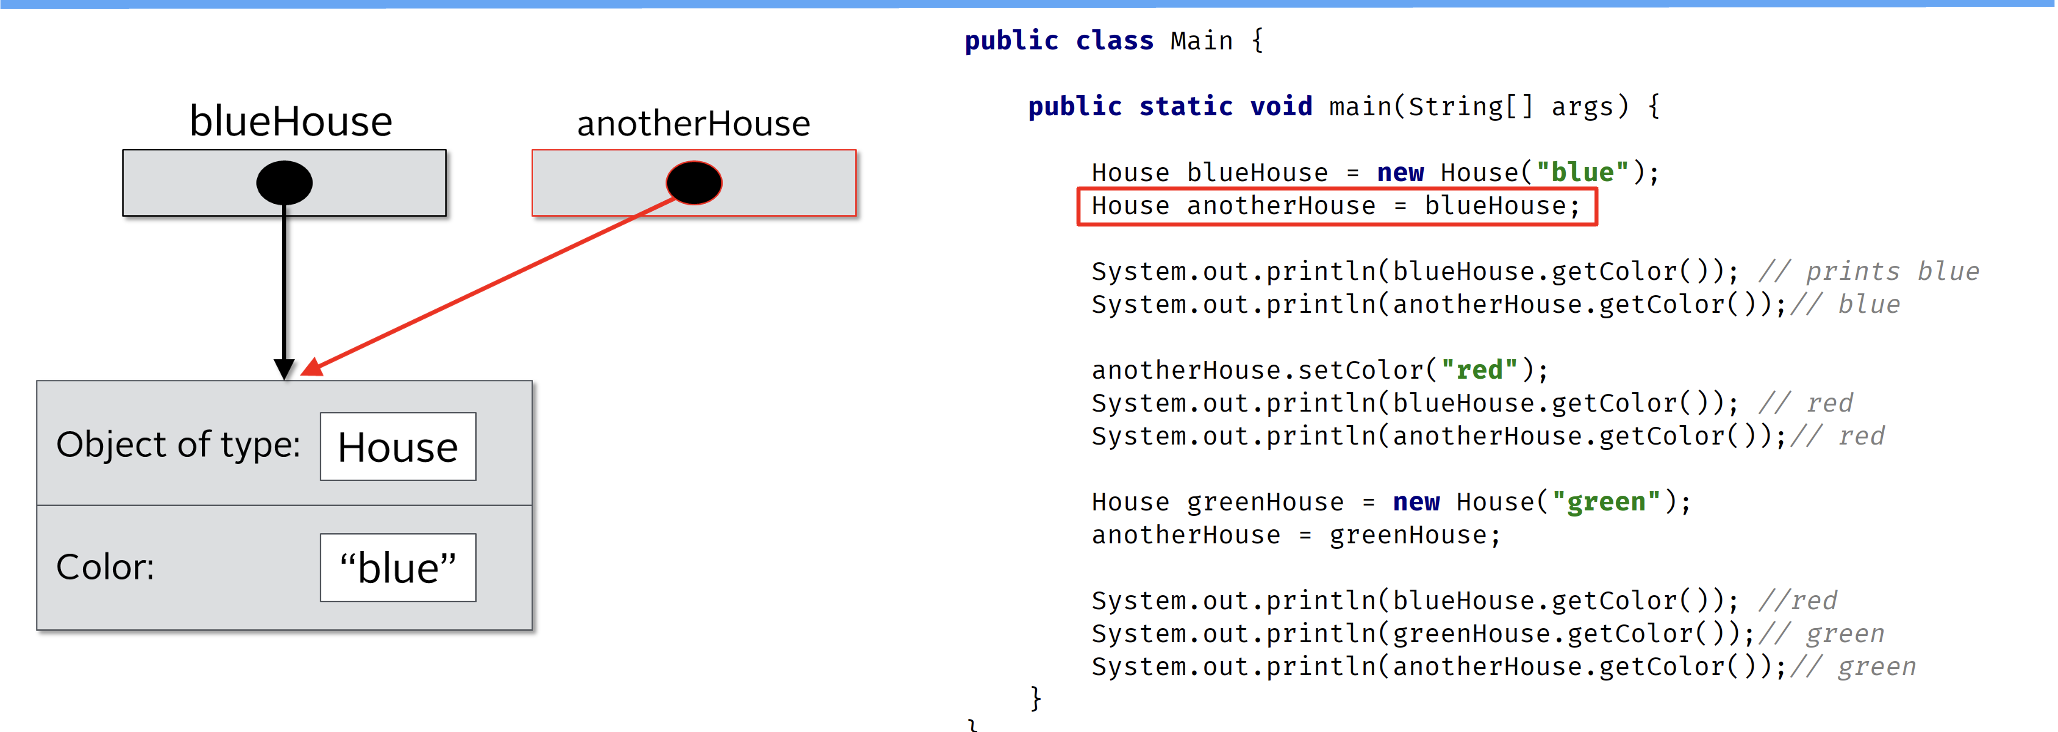 blueHouse
anotherHouse
Object of type: House
Color: “blue”
public class Main {
public static void main(String[] args) {
House blueHouse = new House("blue");
House anotherHouse = blueHouse;
System.out.println(blueHouse.getColor()); // prints blue
System.out.println(anotherHouse.getColor());// blue
anotherHouse.setColor("red");
System.out.println(blueHouse.getColor()); // red
System.out.println(anotherHouse.getColor());// red
House greenHouse = new House("green");
anotherHouse = greenHouse;
System.out.println(blueHouse.getColor()); //red
System.out.println(greenHouse.getColor());// green
System.out.println(anotherHouse.getColor());// green
}
}